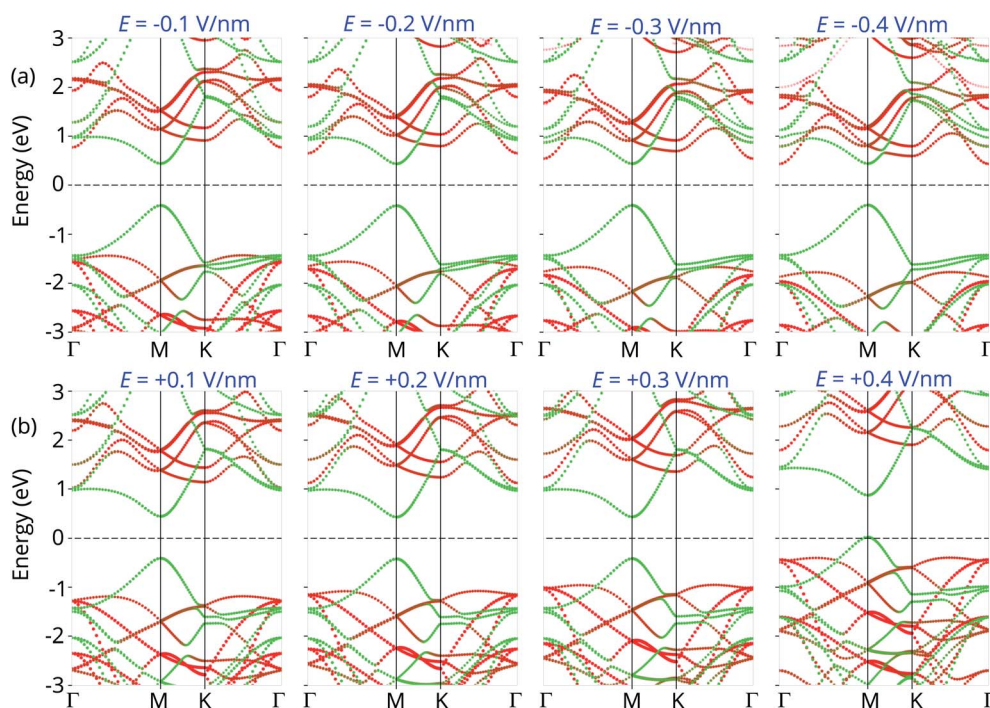 E = -0.1 V/nm E = -0.2 V/nm E = -0.3 V/nm E = -0.4 V/nm
(a)
Energy (eV)
3
2
1
0
-1
-2
-3
Γ M K Γ Γ M K Γ Γ M K Γ Γ M K Γ
E = +0.1 V/nm E = +0.2 V/nm E = +0.3 V/nm E = +0.4 V/nm
(b)
Energy (eV)
3
2
1
0
-1
-2
-3
Γ M K Γ Γ M K Γ Γ M K Γ Γ M K Γ